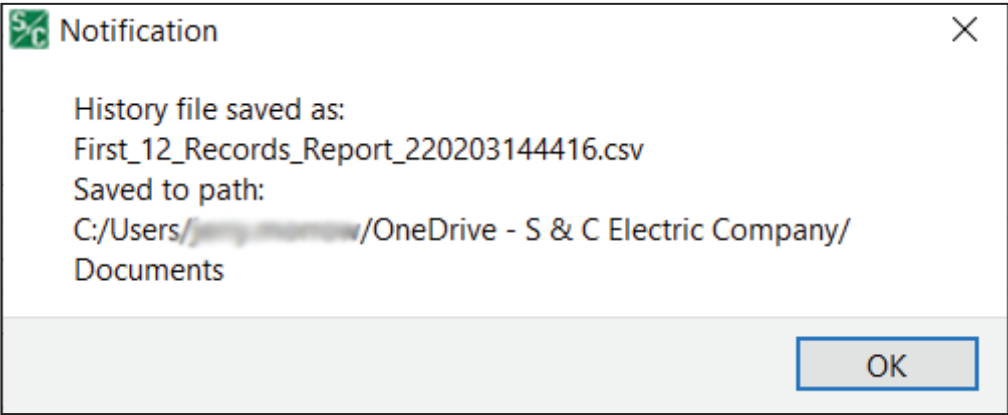 S/C Notification
History file saved as:
First_12_Records_Report_220203144416.csv
Saved to path:
C:/Users/ /OneDrive - S & C Electric Company/
Documents
OK